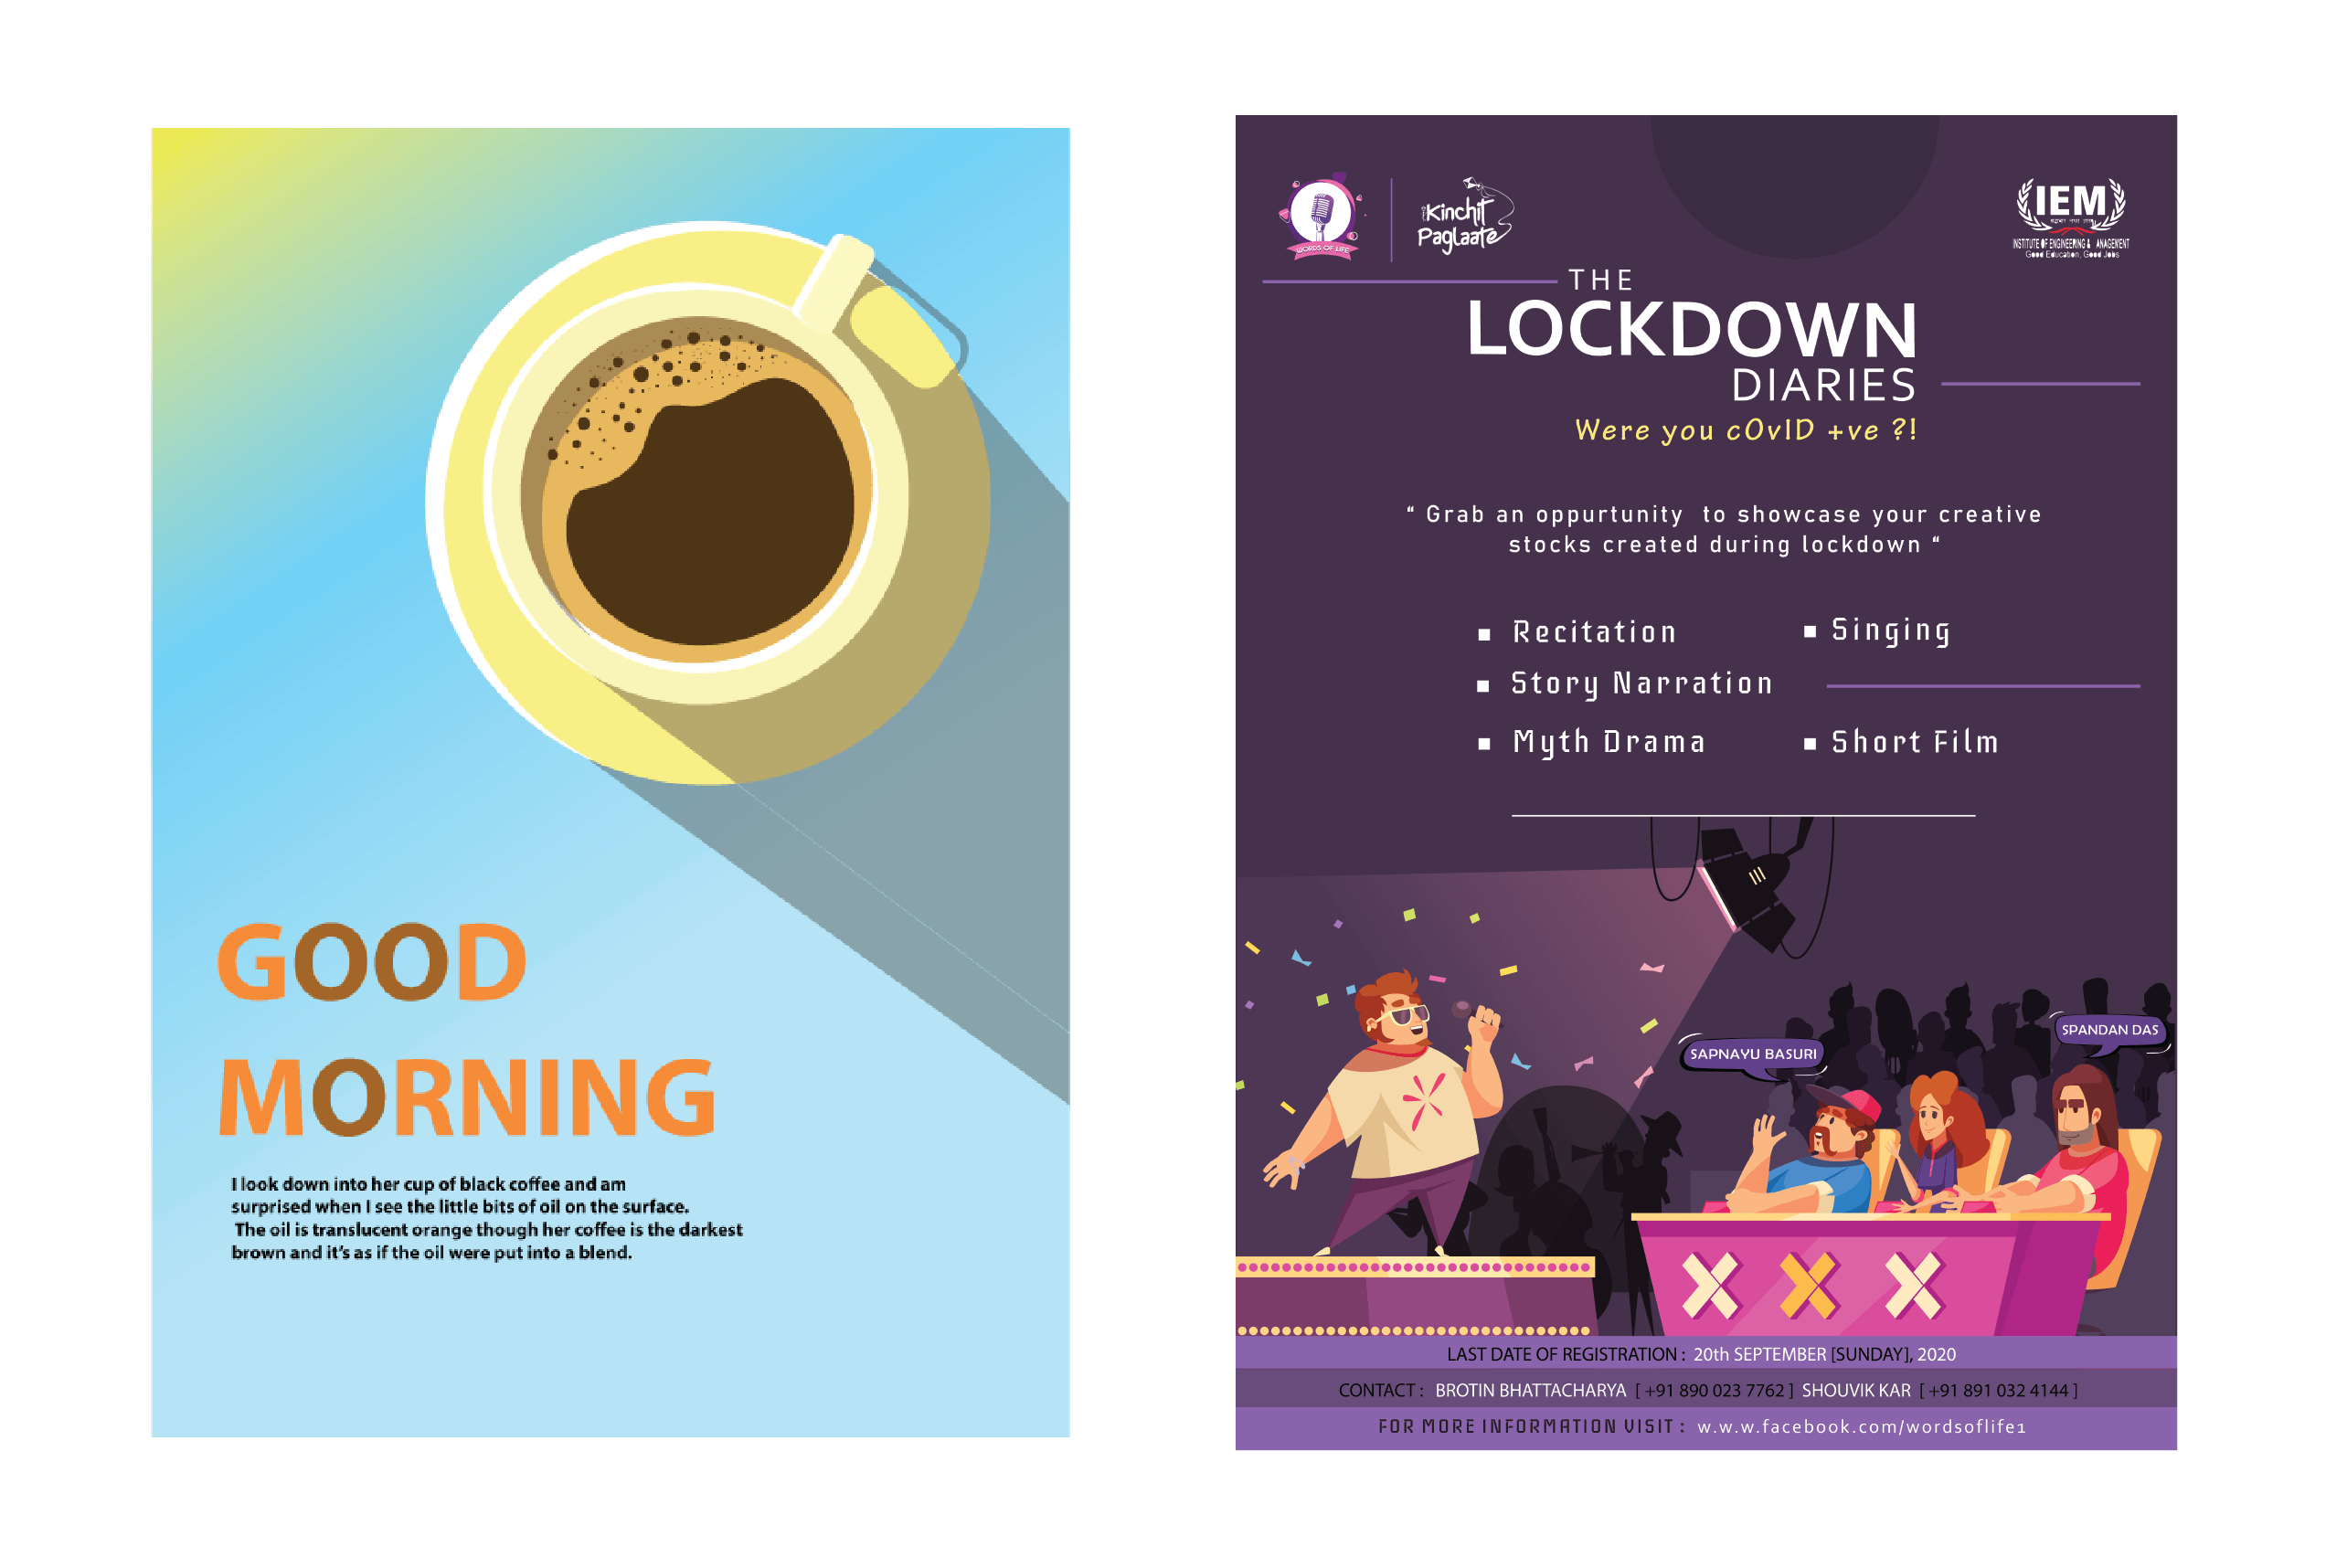 GOOD
MORNING
I look down into her cup of black coffee and am
surprised when I see the little bits of oil on the surface.
The oil is translucent orange though her coffee is the darkest
brown and it's as if the oil were put into a blend.
WORDS OF LIFE
Kinchit
Paglaate
IEM
INSTITUTE OF ENGINEERING & ANAGEMENT
Good Education, Good Jobs
THE
LOCKDOWN
DIARIES
Were you cOvID +ve ?!
“ Grab an oppurtunity to showcase your creative
stocks created during lockdown “
▪ Recitation
▪ Singing
▪ Story Narration
▪ Myth Drama
▪ Short Film
SAPNAYU BASURI
SPANDAN DAS
X X X
LAST DATE OF REGISTRATION : 20th SEPTEMBER [SUNDAY], 2020
CONTACT : BROTIN BHATTACHARYA [ +91 890 023 7762 ] SHOUVIK KAR [ +91 891 032 4144 ]
FOR MORE INFORMATION VISIT : w.w.w.facebook.com/wordsoflife1